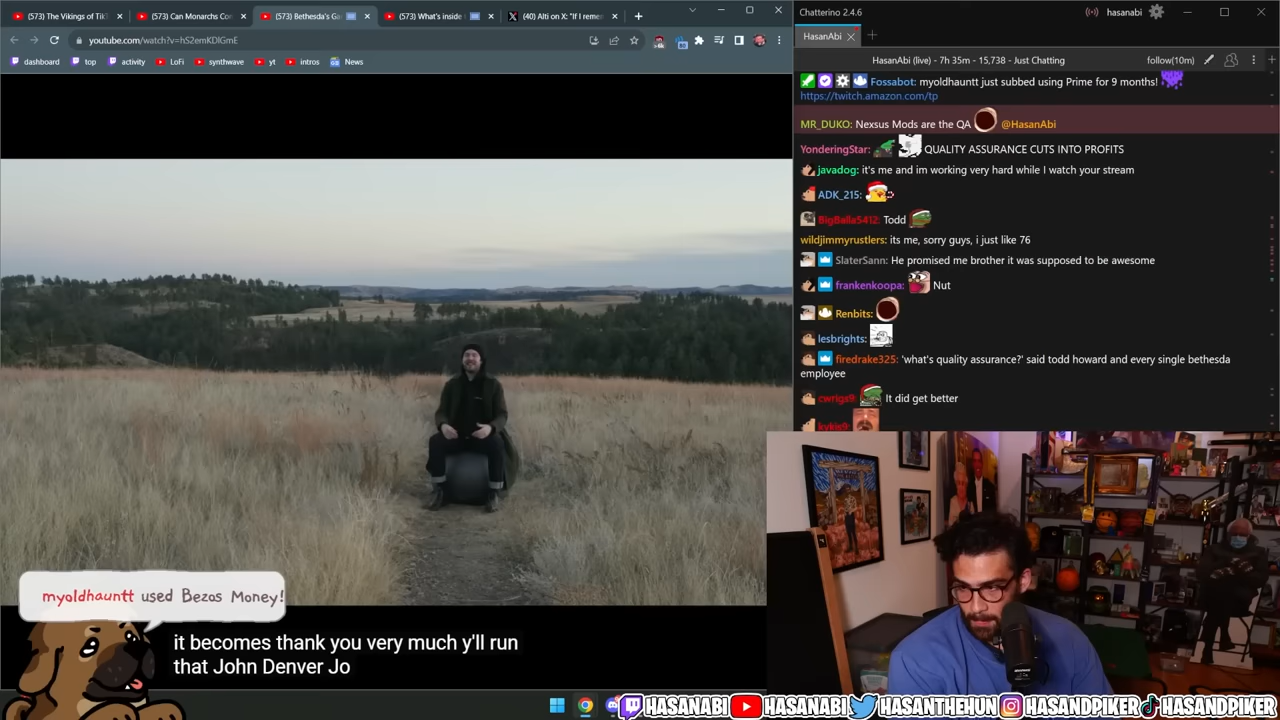 (573) The Vikings of Tik
(573) Can Monarchs Co
(573) Bethesda's Ga
(573) What's inside
(40) Alti on X: "If I rem
youtube.com/watch?v=hS2emKDlGmE
dashboard
top
activity
LoFi
synthwave
yt
intros
News
it becomes thank you very much y'll run
that John Denver Jo
myoldhauntt used Bezos Money!
Chatterino 2.4.6
hasanabi
HasanAbi
HasanAbi (live) - 7h 35m - 15,738 - Just Chatting
follow(10m)
Fossabot: myoldhauntt just subbed using Prime for 9 months!
https://twitch.amazon.com/tp
MR_DUKO: Nexsus Mods are the QA @HasanAbi
YonderingStar: QUALITY ASSURANCE CUTS INTO PROFITS
javadog: it's me and im working very hard while I watch your stream
ADK_215:
BigBalla5412: Todd
wildjimmyrustlers: its me, sorry guys, i just like 76
SlaterSann: He promised me brother it was supposed to be awesome
frankenkoopa: Nut
Renbits:
lesbrights:
firedrake325: 'what's quality assurance?' said todd howard and every single bethesda
employee
cwrigs9: It did get better
kykis9:
HASANABI
HASANABI
HASANTHEHUN
HASANDPIKER
HASANDPIKER